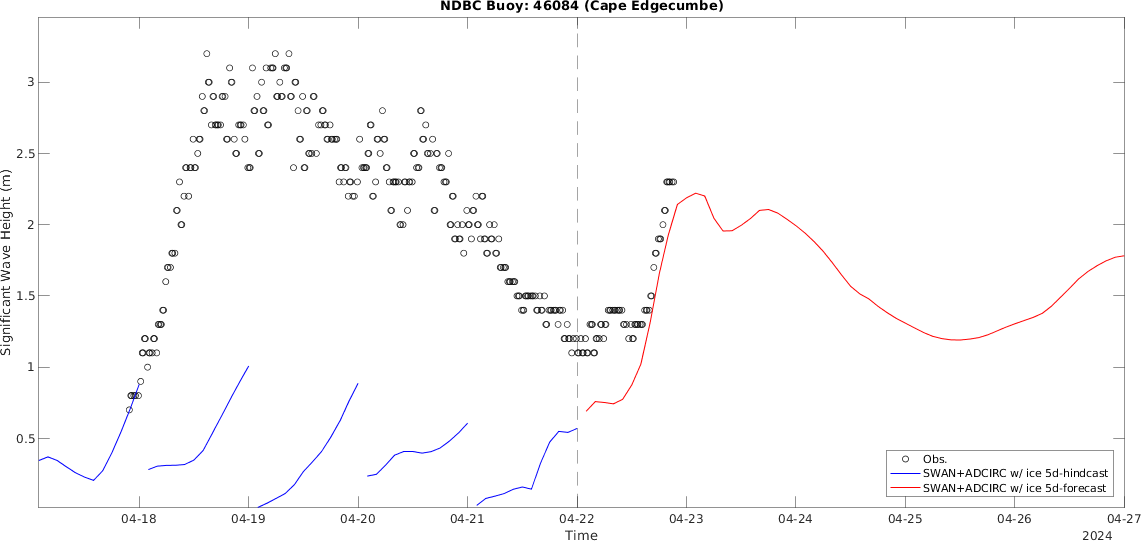 NDBC Buoy: 46084 (Cape Edgecumbe)
Significant Wave Height (m)
3
2.5
2
1.5
1
0.5
Obs.
SWAN+ADCIRC w/ ice 5d-hindcast
SWAN+ADCIRC w/ ice 5d-forecast
04-18 04-19 04-20 04-21 04-22 04-23 04-24 04-25 04-26 04-27
Time
2024